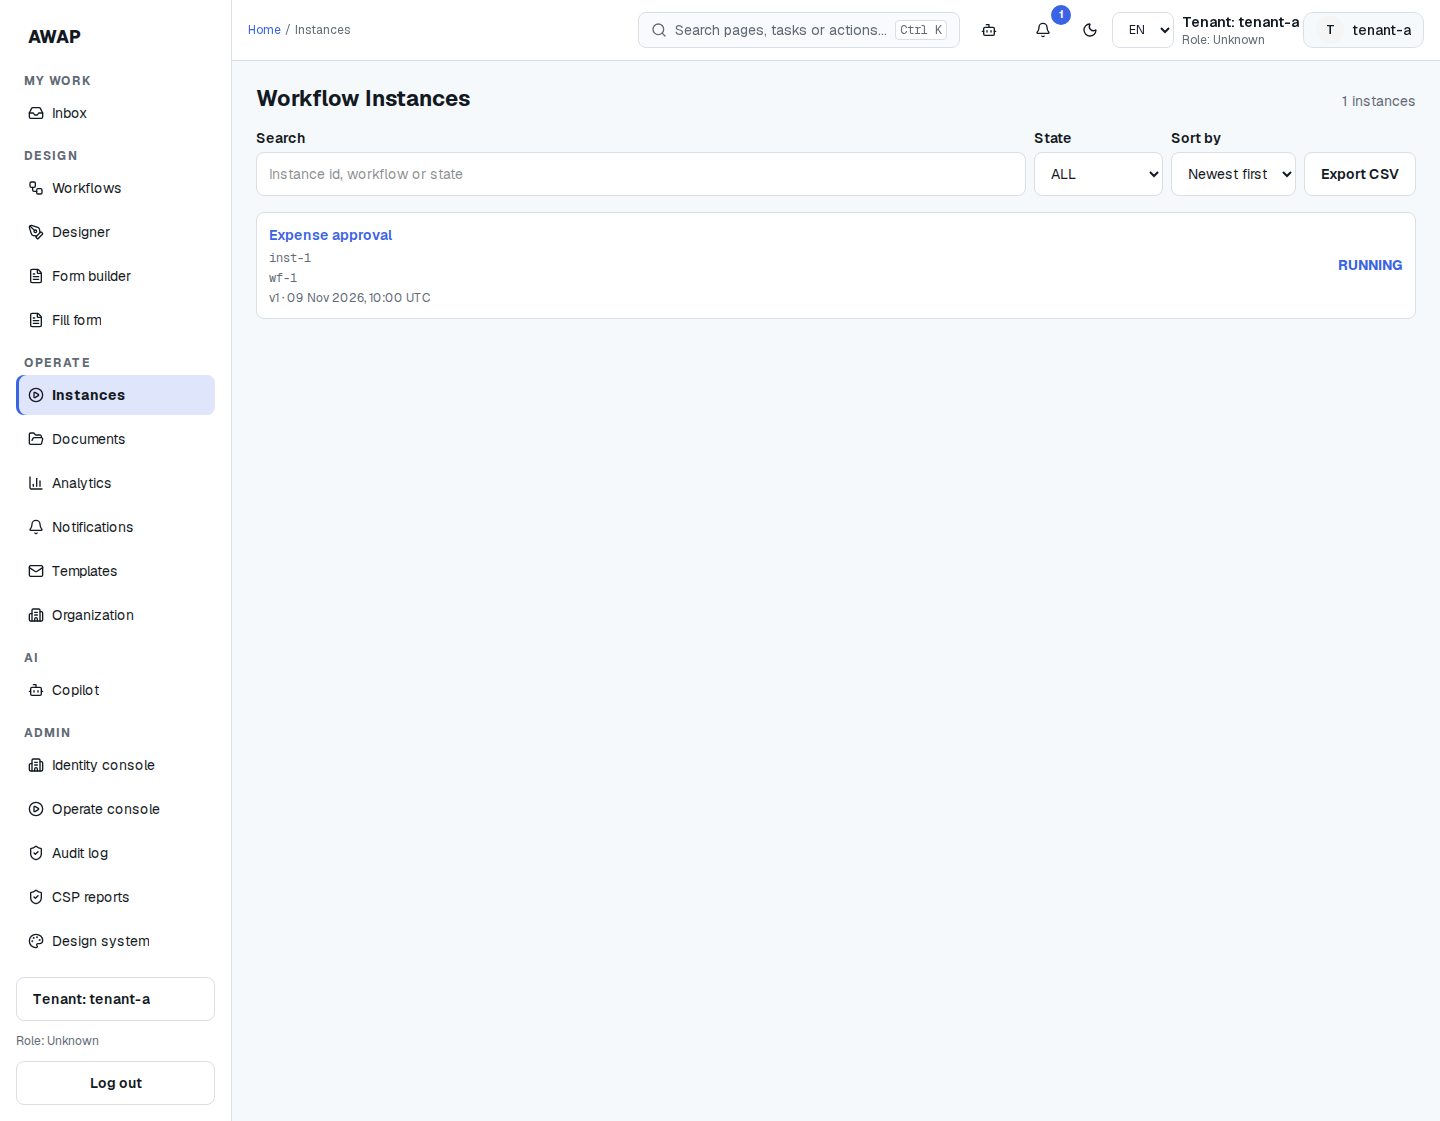 AWAP
MY WORK
Inbox
DESIGN
Workflows
Designer
Form builder
Fill form
OPERATE
Instances
Documents
Analytics
Notifications
Templates
Organization
AI
Copilot
ADMIN
Identity console
Operate console
Audit log
CSP reports
Design system
Tenant: tenant-a
Role: Unknown
Log out
Home / Instances
Search pages, tasks or actions... Ctrl K
1
EN
Tenant: tenant-a
Role: Unknown
T tenant-a
Workflow Instances
1 instances
Search
State
Sort by
Instance id, workflow or state
ALL
Newest first
Export CSV
Expense approval
inst-1
wf-1
v1 · 09 Nov 2026, 10:00 UTC
RUNNING